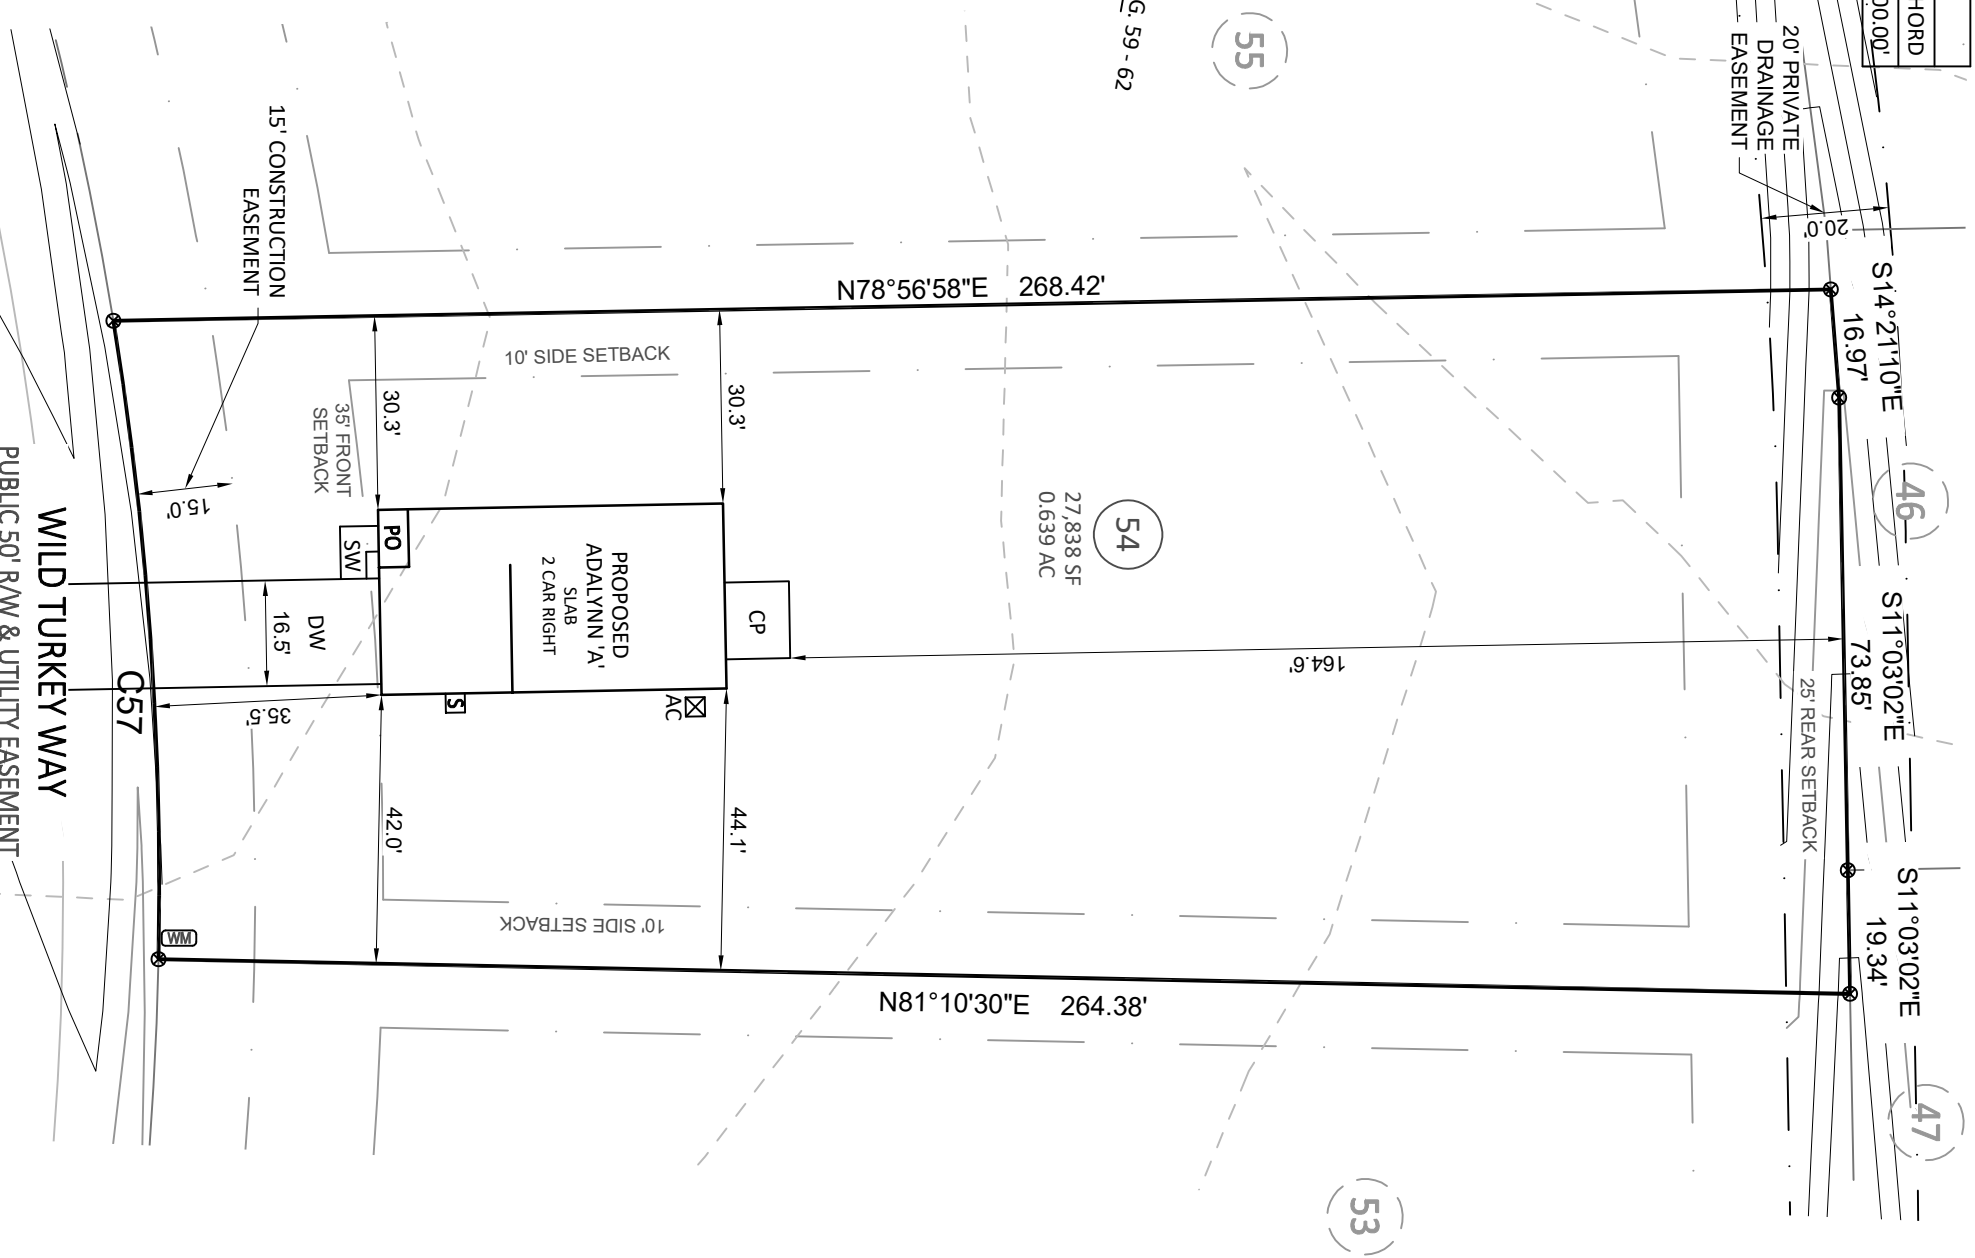 HORD
00.00'
20' PRIVATE
DRAINAGE
EASEMENT
20.0'
G. 59 - 62
55
15' CONSTRUCTION
EASEMENT
N78°56'58"E 268.42'
S14°21'10"E
16.97'
10' SIDE SETBACK
30.3'
30.3'
35' FRONT
SETBACK
15.0'
46
54
27,838 SF
0.639 AC
PO
SW
PROPOSED
ADALYNN 'A'
SLAB
2 CAR RIGHT
CP
DW
16.5'
164.6'
S11°03'02"E
73.85'
25' REAR SETBACK
WILD TURKEY WAY
PUBLIC 50' R/W & UTILITY EASEMENT
C57
35.5'
S
AC
42.0'
44.1'
10' SIDE SETBACK
WM
N81°10'30"E 264.38'
S11°03'02"E
19.34'
47
53